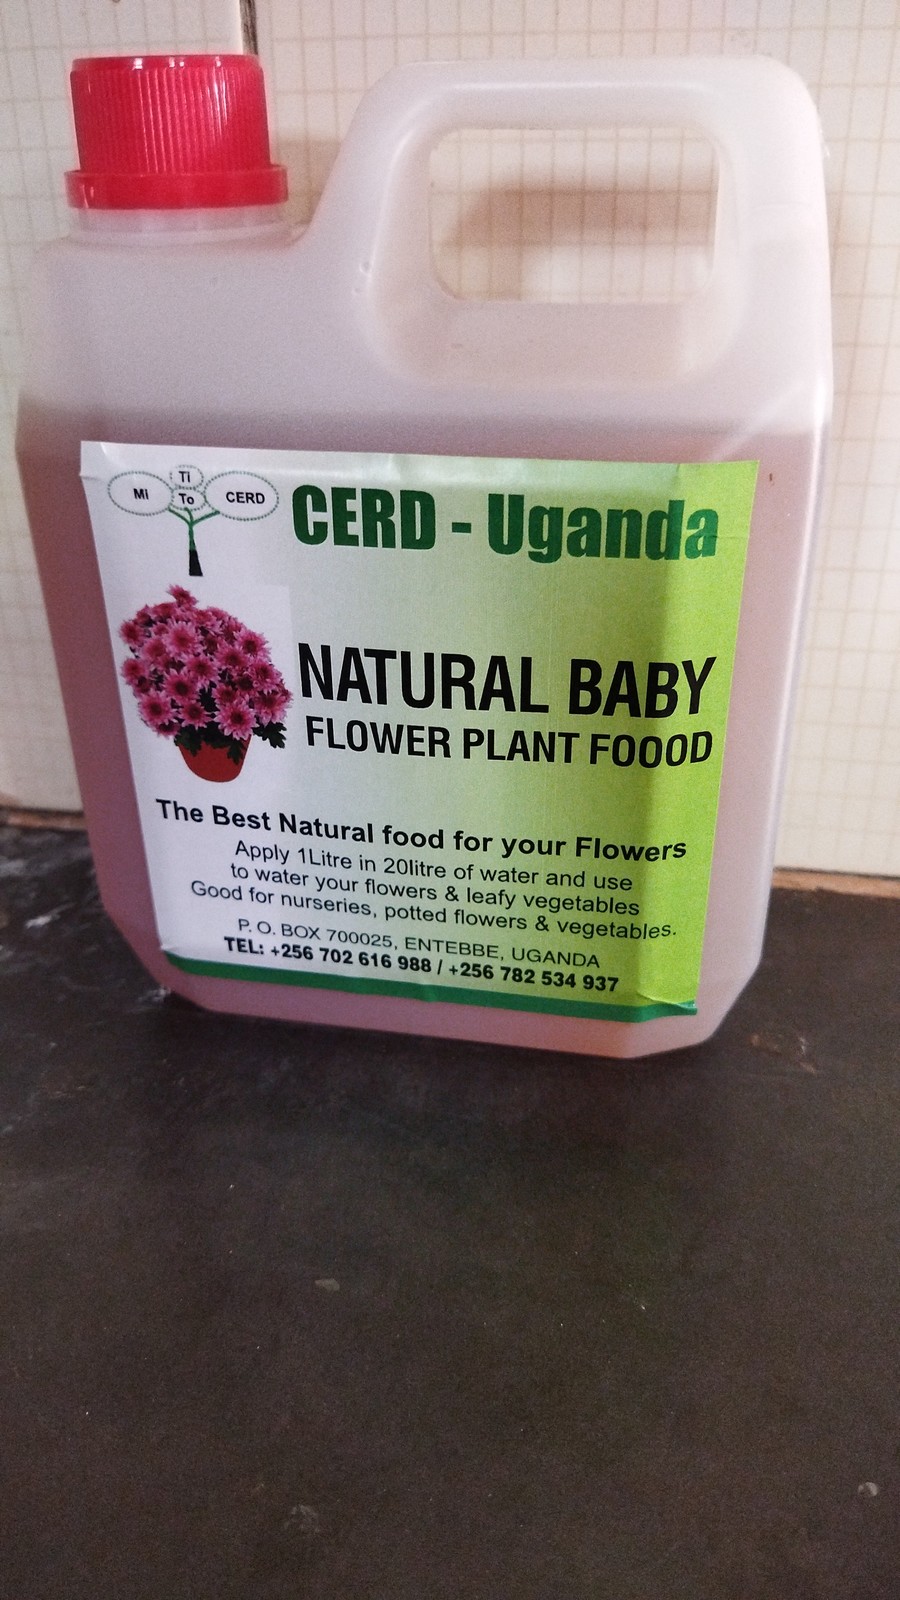 Ti
Mi To CERD
CERD - Uganda
NATURAL BABY
FLOWER PLANT FOOOD
The Best Natural food for your Flowers
Apply 1Litre in 20litre of water and use
to water your flowers & leafy vegetables
Good for nurseries, potted flowers & vegetables.
P. O. BOX 700025, ENTEBBE, UGANDA
TEL: +256 702 616 988 / +256 782 534 937